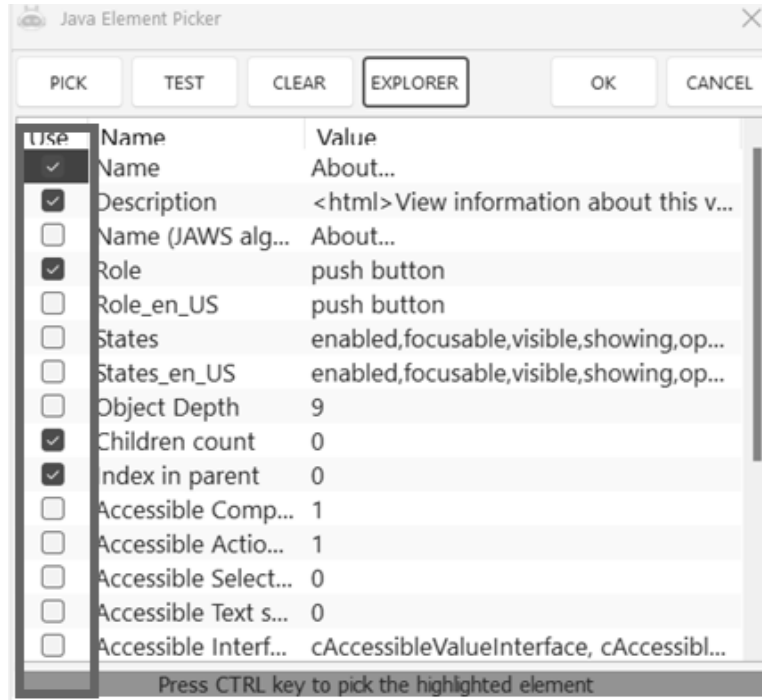 Java Element Picker
PICK TEST CLEAR EXPLORER OK CANCEL
Use Name Value
Name About...
Description <html>View information about this v...
Name (JAWS alg... About...
Role push button
Role_en_US push button
States enabled,focusable,visible,showing,op...
States_en_US enabled,focusable,visible,showing,op...
Object Depth 9
Children count 0
Index in parent 0
Accessible Comp... 1
Accessible Actio... 1
Accessible Select... 0
Accessible Text s... 0
Accessible Interf... cAccessibleValueInterface, cAccessibl...
Press CTRL key to pick the highlighted element